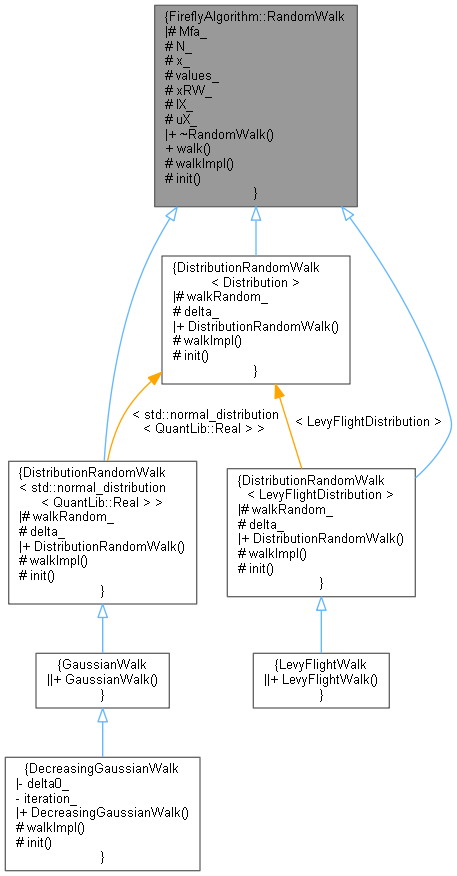 {FireflyAlgorithm::RandomWalk
|# Mfa_
# N_
# x_
# values_
# xRW_
# lX_
# uX_
|+ ~RandomWalk()
+ walk()
# walkImpl()
# init()
}
{DistributionRandomWalk
< Distribution >
|# walkRandom_
# delta_
|+ DistributionRandomWalk()
# walkImpl()
# init()
}
< std::normal_distribution
< QuantLib::Real > >
< LevyFlightDistribution >
{DistributionRandomWalk
< std::normal_distribution
< QuantLib::Real > >
|# walkRandom_
# delta_
|+ DistributionRandomWalk()
# walkImpl()
# init()
}
{DistributionRandomWalk
< LevyFlightDistribution >
|# walkRandom_
# delta_
|+ DistributionRandomWalk()
# walkImpl()
# init()
}
{GaussianWalk
||+ GaussianWalk()
}
{LevyFlightWalk
||+ LevyFlightWalk()
}
{DecreasingGaussianWalk
|- delta0_
- iteration_
|+ DecreasingGaussianWalk()
# walkImpl()
# init()
}